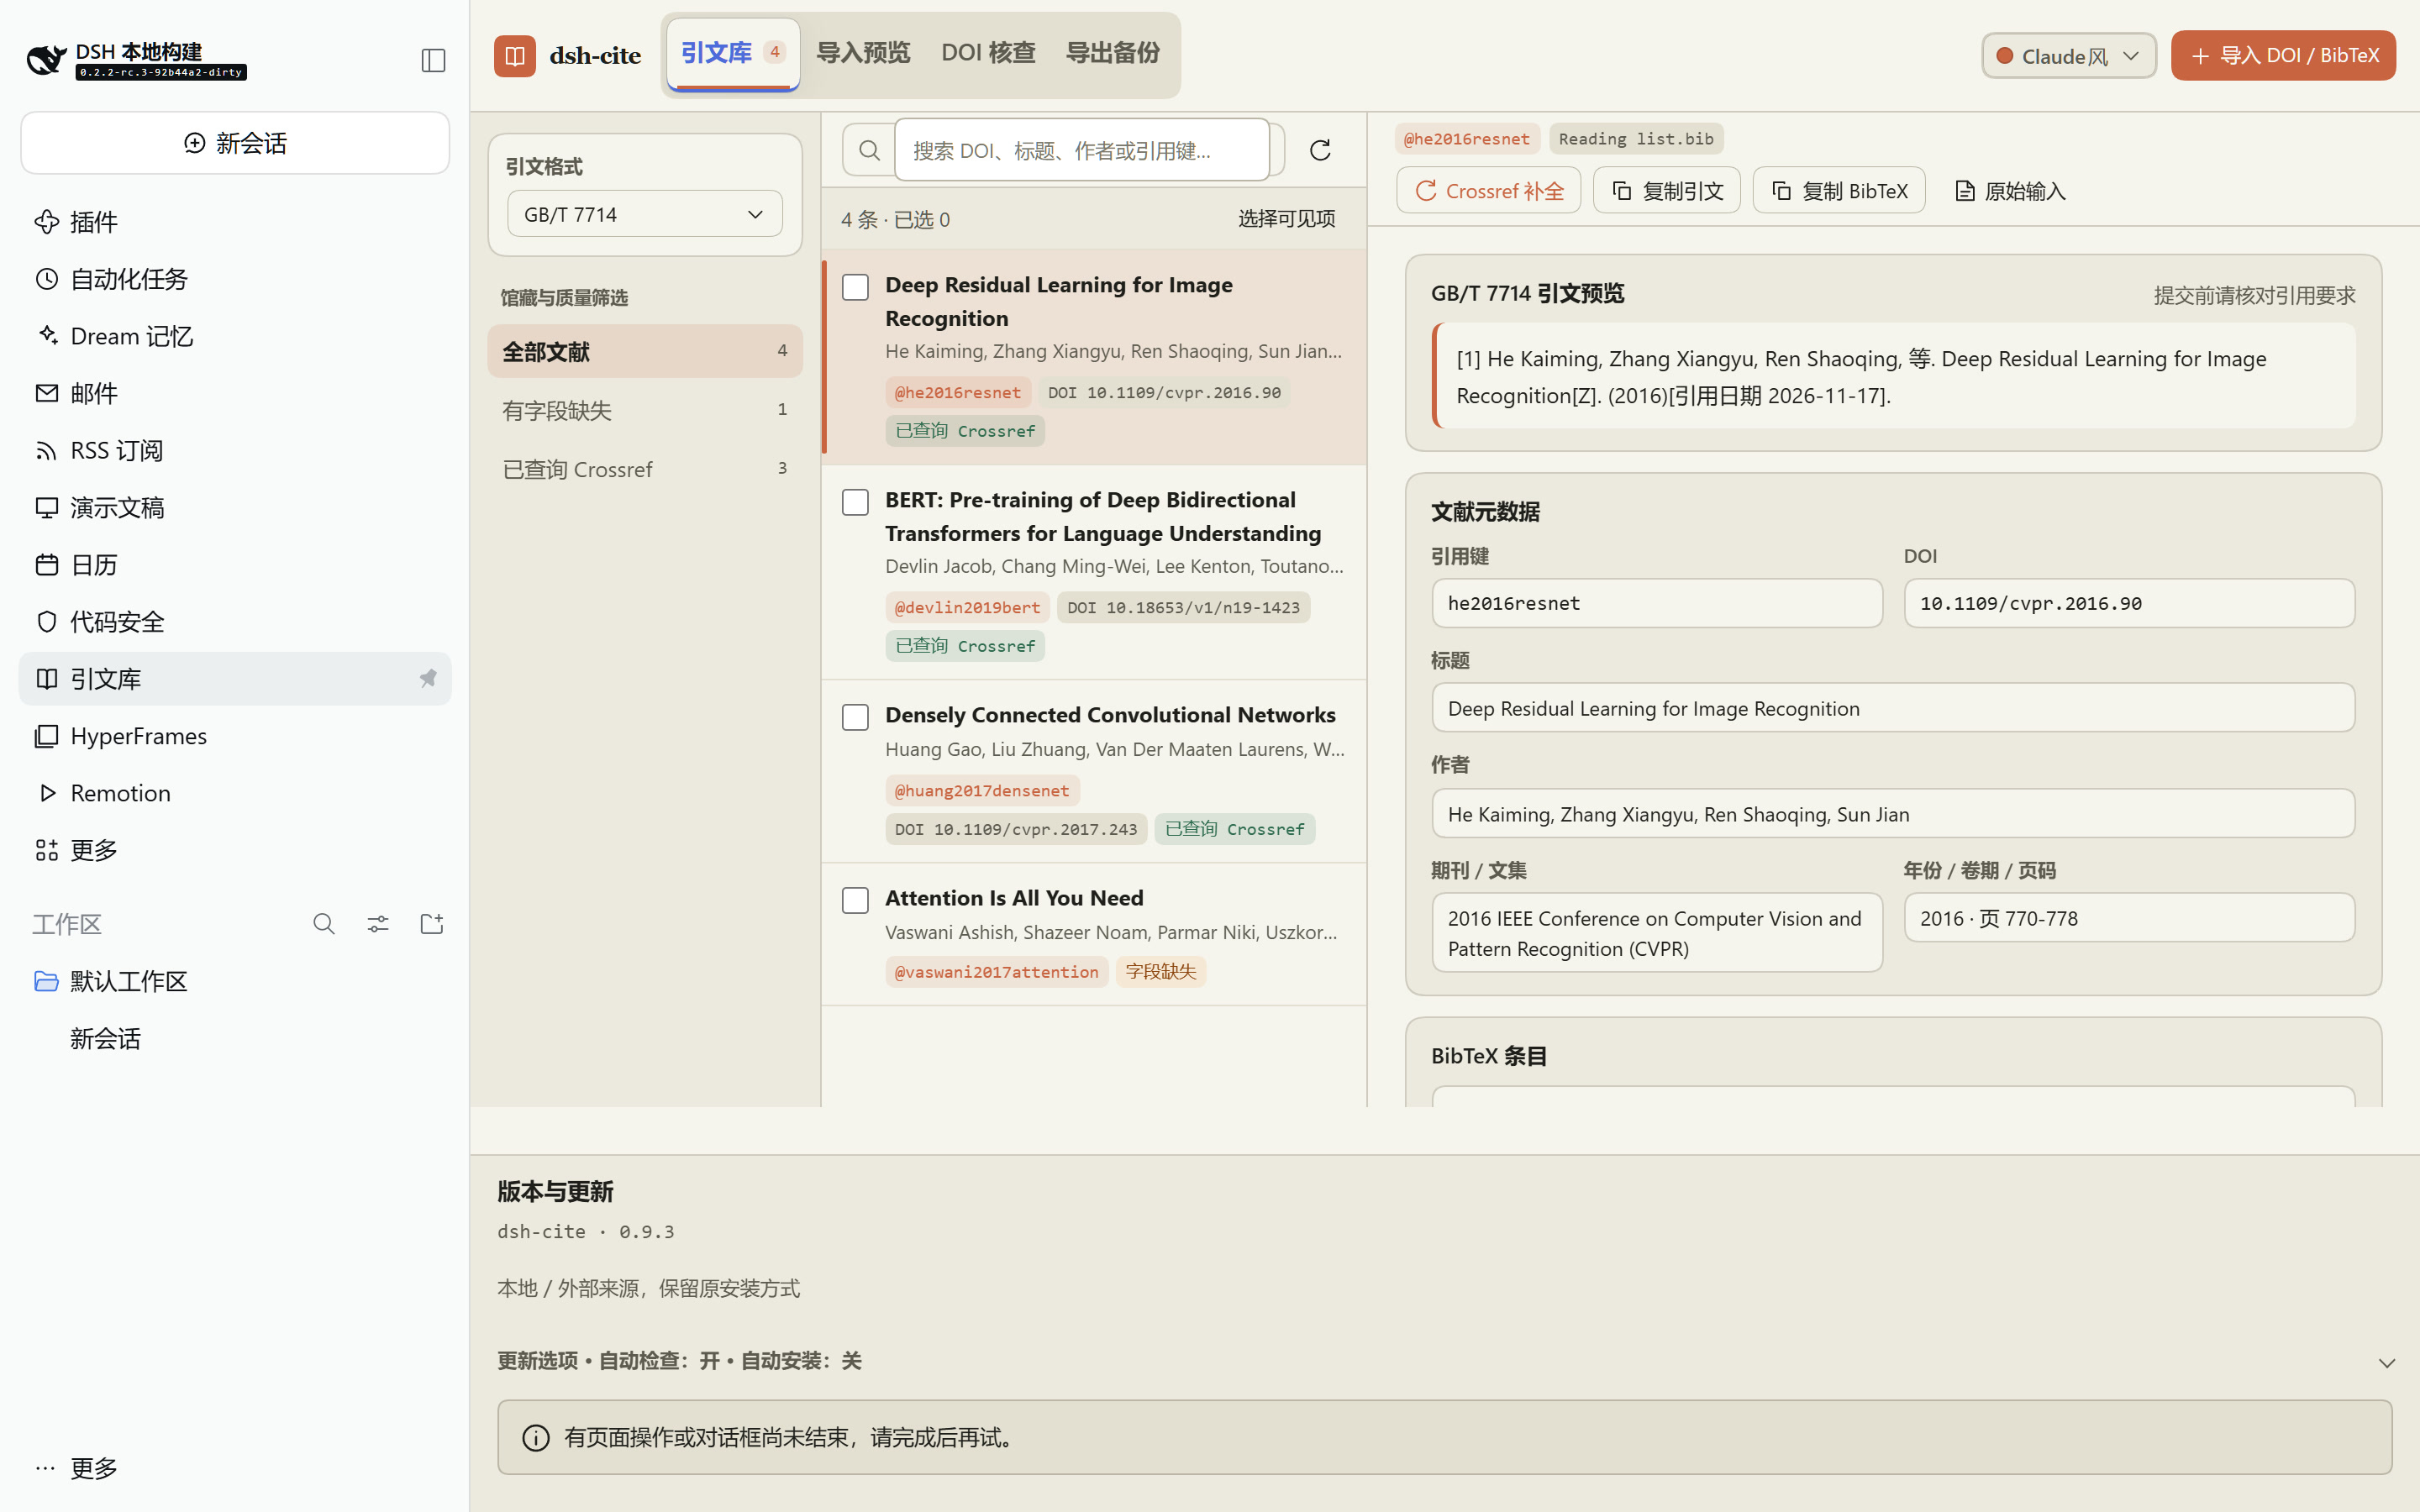 DSH 本地构建
0.2.2-rc.3-92b44a2-dirty
新会话
插件
自动化任务
Dream 记忆
邮件
RSS 订阅
演示文稿
日历
代码安全
引文库
HyperFrames
Remotion
更多
工作区
默认工作区
新会话
更多
dsh-cite
引文库 4
导入预览
DOI 核查
导出备份
Claude风
导入 DOI / BibTeX
引文格式
GB/T 7714
馆藏与质量筛选
全部文献 4
有字段缺失 1
已查询 Crossref 3
搜索 DOI、标题、作者或引用键...
4 条 · 已选 0
选择可见项
Deep Residual Learning for Image
Recognition
He Kaiming, Zhang Xiangyu, Ren Shaoqing, Sun Jian...
@he2016resnet DOI 10.1109/cvpr.2016.90
已查询 Crossref
BERT: Pre-training of Deep Bidirectional
Transformers for Language Understanding
Devlin Jacob, Chang Ming-Wei, Lee Kenton, Toutano...
@devlin2019bert DOI 10.18653/v1/n19-1423
已查询 Crossref
Densely Connected Convolutional Networks
Huang Gao, Liu Zhuang, Van Der Maaten Laurens, W...
@huang2017densenet
DOI 10.1109/cvpr.2017.243 已查询 Crossref
Attention Is All You Need
Vaswani Ashish, Shazeer Noam, Parmar Niki, Uszkor...
@vaswani2017attention 字段缺失
@he2016resnet Reading list.bib
Crossref 补全
复制引文
复制 BibTeX
原始输入
GB/T 7714 引文预览
提交前请核对引用要求
[1] He Kaiming, Zhang Xiangyu, Ren Shaoqing, 等. Deep Residual Learning for Image
Recognition[Z]. (2016)[引用日期 2026-11-17].
文献元数据
引用键
he2016resnet
DOI
10.1109/cvpr.2016.90
标题
Deep Residual Learning for Image Recognition
作者
He Kaiming, Zhang Xiangyu, Ren Shaoqing, Sun Jian
期刊 / 文集
2016 IEEE Conference on Computer Vision and
Pattern Recognition (CVPR)
年份 / 卷期 / 页码
2016 · 页 770-778
BibTeX 条目
版本与更新
dsh-cite · 0.9.3
本地 / 外部来源，保留原安装方式
更新选项 • 自动检查：开 • 自动安装：关
有页面操作或对话框尚未结束，请完成后再试。